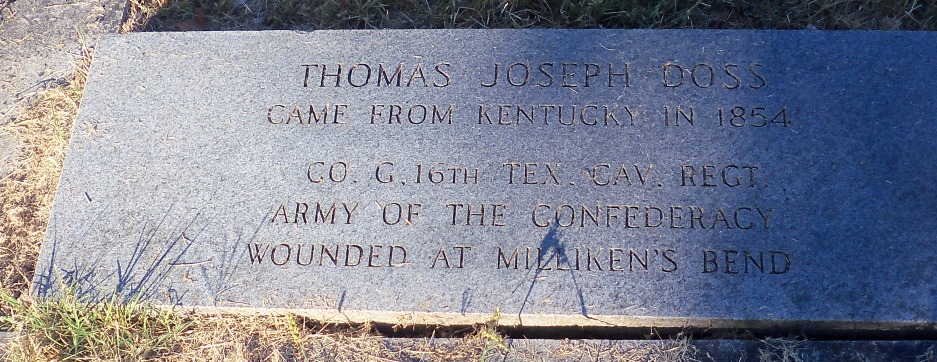 THOMAS JOSEPH DOSS
CAME FROM KENTUCKY IN 1854
CO. G, 16TH TEX. CAV. REGT.
ARMY OF THE CONFEDERACY
WOUNDED AT MILLIKEN'S BEND